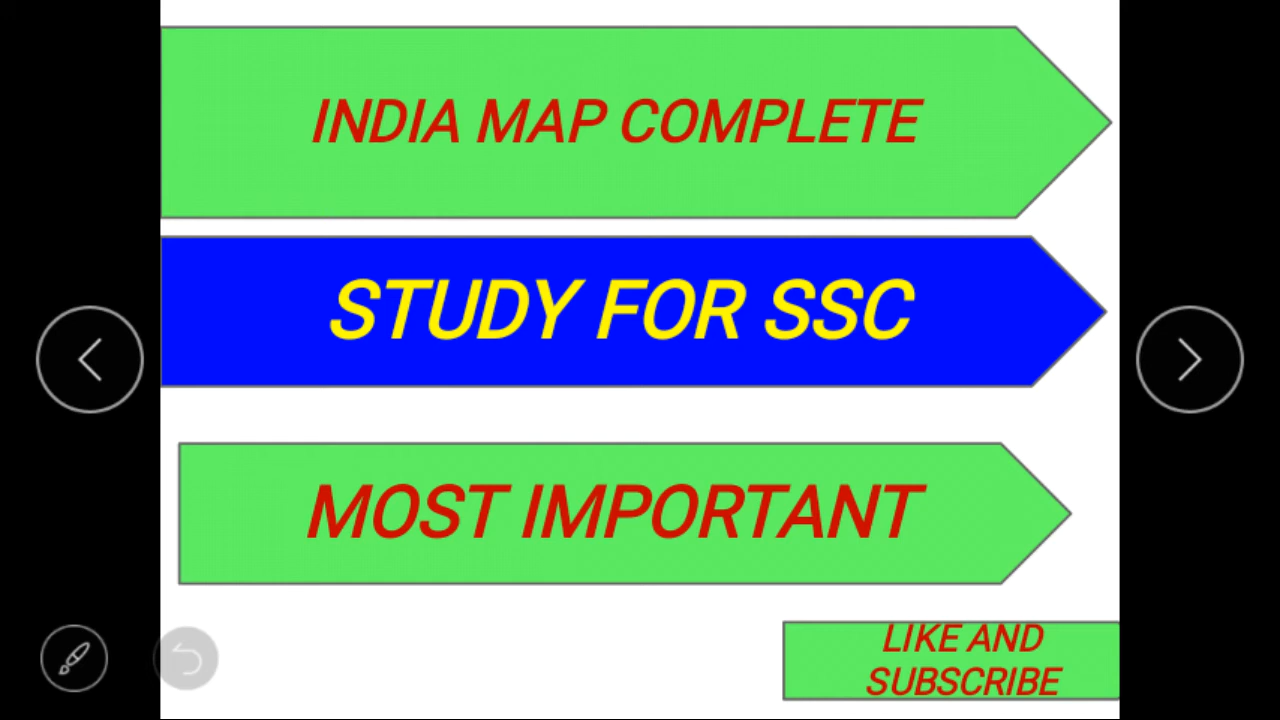 INDIA MAP COMPLETE
STUDY FOR SSC
MOST IMPORTANT
LIKE AND
SUBSCRIBE